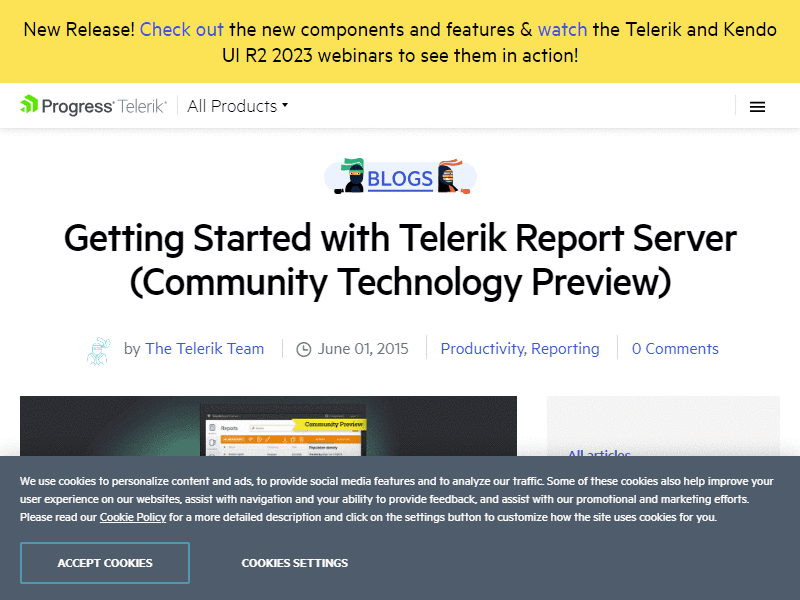 New Release! Check out the new components and features & watch the Telerik and Kendo
UI R2 2023 webinars to see them in action!
Progress Telerik
All Products
BLOGS
Getting Started with Telerik Report Server
(Community Technology Preview)
by The Telerik Team
June 01, 2015
Productivity, Reporting
0 Comments
Community Preview
Reports
All articles
We use cookies to personalize content and ads, to provide social media features and to analyze our traffic. Some of these cookies also help improve your
user experience on our websites, assist with navigation and your ability to provide feedback, and assist with our promotional and marketing efforts.
Please read our Cookie Policy for a more detailed description and click on the settings button to customize how the site uses cookies for you.
ACCEPT COOKIES
COOKIES SETTINGS